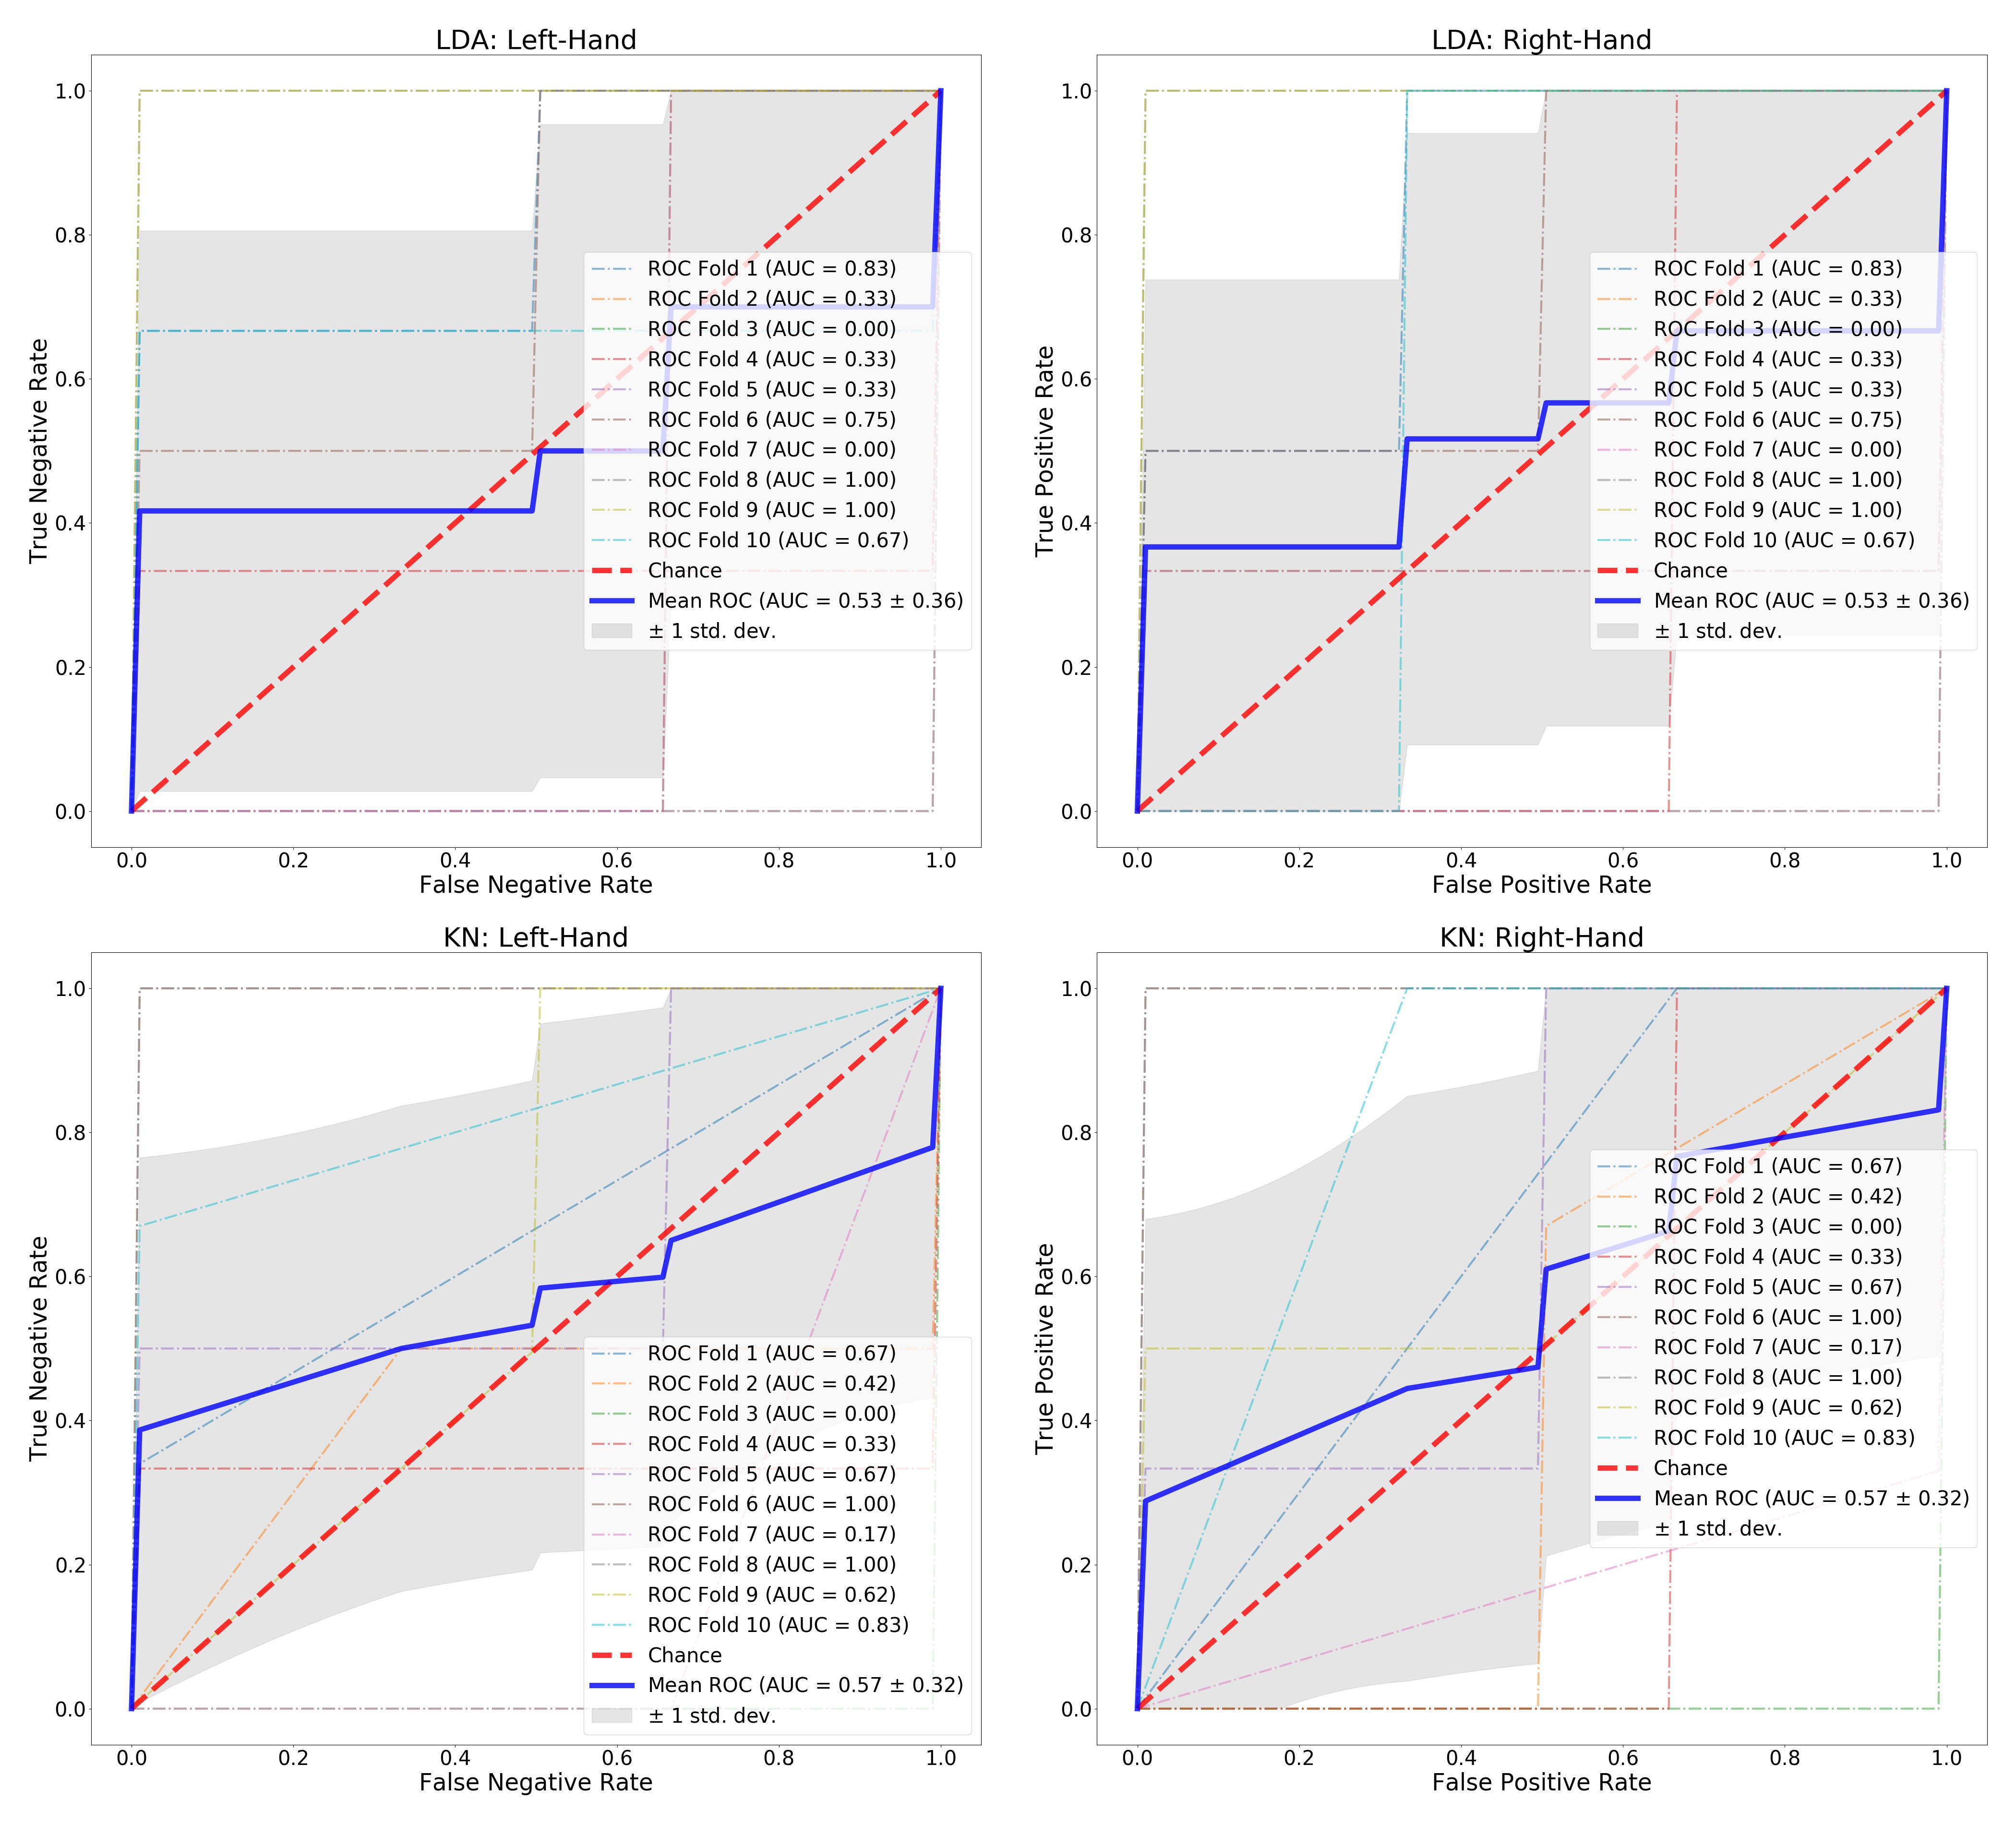 LDA: Left-Hand
1.0
0.8
0.6
0.4
0.2
0.0
True Negative Rate
ROC Fold 1 (AUC = 0.83)
ROC Fold 2 (AUC = 0.33)
ROC Fold 3 (AUC = 0.00)
ROC Fold 4 (AUC = 0.33)
ROC Fold 5 (AUC = 0.33)
ROC Fold 6 (AUC = 0.75)
ROC Fold 7 (AUC = 0.00)
ROC Fold 8 (AUC = 1.00)
ROC Fold 9 (AUC = 1.00)
ROC Fold 10 (AUC = 0.67)
Chance
Mean ROC (AUC = 0.53 ± 0.36)
± 1 std. dev.
0.0 0.2 0.4 0.6 0.8 1.0
False Negative Rate
LDA: Right-Hand
1.0
0.8
0.6
0.4
0.2
0.0
True Positive Rate
ROC Fold 1 (AUC = 0.83)
ROC Fold 2 (AUC = 0.33)
ROC Fold 3 (AUC = 0.00)
ROC Fold 4 (AUC = 0.33)
ROC Fold 5 (AUC = 0.33)
ROC Fold 6 (AUC = 0.75)
ROC Fold 7 (AUC = 0.00)
ROC Fold 8 (AUC = 1.00)
ROC Fold 9 (AUC = 1.00)
ROC Fold 10 (AUC = 0.67)
Chance
Mean ROC (AUC = 0.53 ± 0.36)
± 1 std. dev.
0.0 0.2 0.4 0.6 0.8 1.0
False Positive Rate
KN: Left-Hand
1.0
0.8
0.6
0.4
0.2
0.0
True Negative Rate
ROC Fold 1 (AUC = 0.67)
ROC Fold 2 (AUC = 0.42)
ROC Fold 3 (AUC = 0.00)
ROC Fold 4 (AUC = 0.33)
ROC Fold 5 (AUC = 0.67)
ROC Fold 6 (AUC = 1.00)
ROC Fold 7 (AUC = 0.17)
ROC Fold 8 (AUC = 1.00)
ROC Fold 9 (AUC = 0.62)
ROC Fold 10 (AUC = 0.83)
Chance
Mean ROC (AUC = 0.57 ± 0.32)
± 1 std. dev.
0.0 0.2 0.4 0.6 0.8 1.0
False Negative Rate
KN: Right-Hand
1.0
0.8
0.6
0.4
0.2
0.0
True Positive Rate
ROC Fold 1 (AUC = 0.67)
ROC Fold 2 (AUC = 0.42)
ROC Fold 3 (AUC = 0.00)
ROC Fold 4 (AUC = 0.33)
ROC Fold 5 (AUC = 0.67)
ROC Fold 6 (AUC = 1.00)
ROC Fold 7 (AUC = 0.17)
ROC Fold 8 (AUC = 1.00)
ROC Fold 9 (AUC = 0.62)
ROC Fold 10 (AUC = 0.83)
Chance
Mean ROC (AUC = 0.57 ± 0.32)
± 1 std. dev.
0.0 0.2 0.4 0.6 0.8 1.0
False Positive Rate